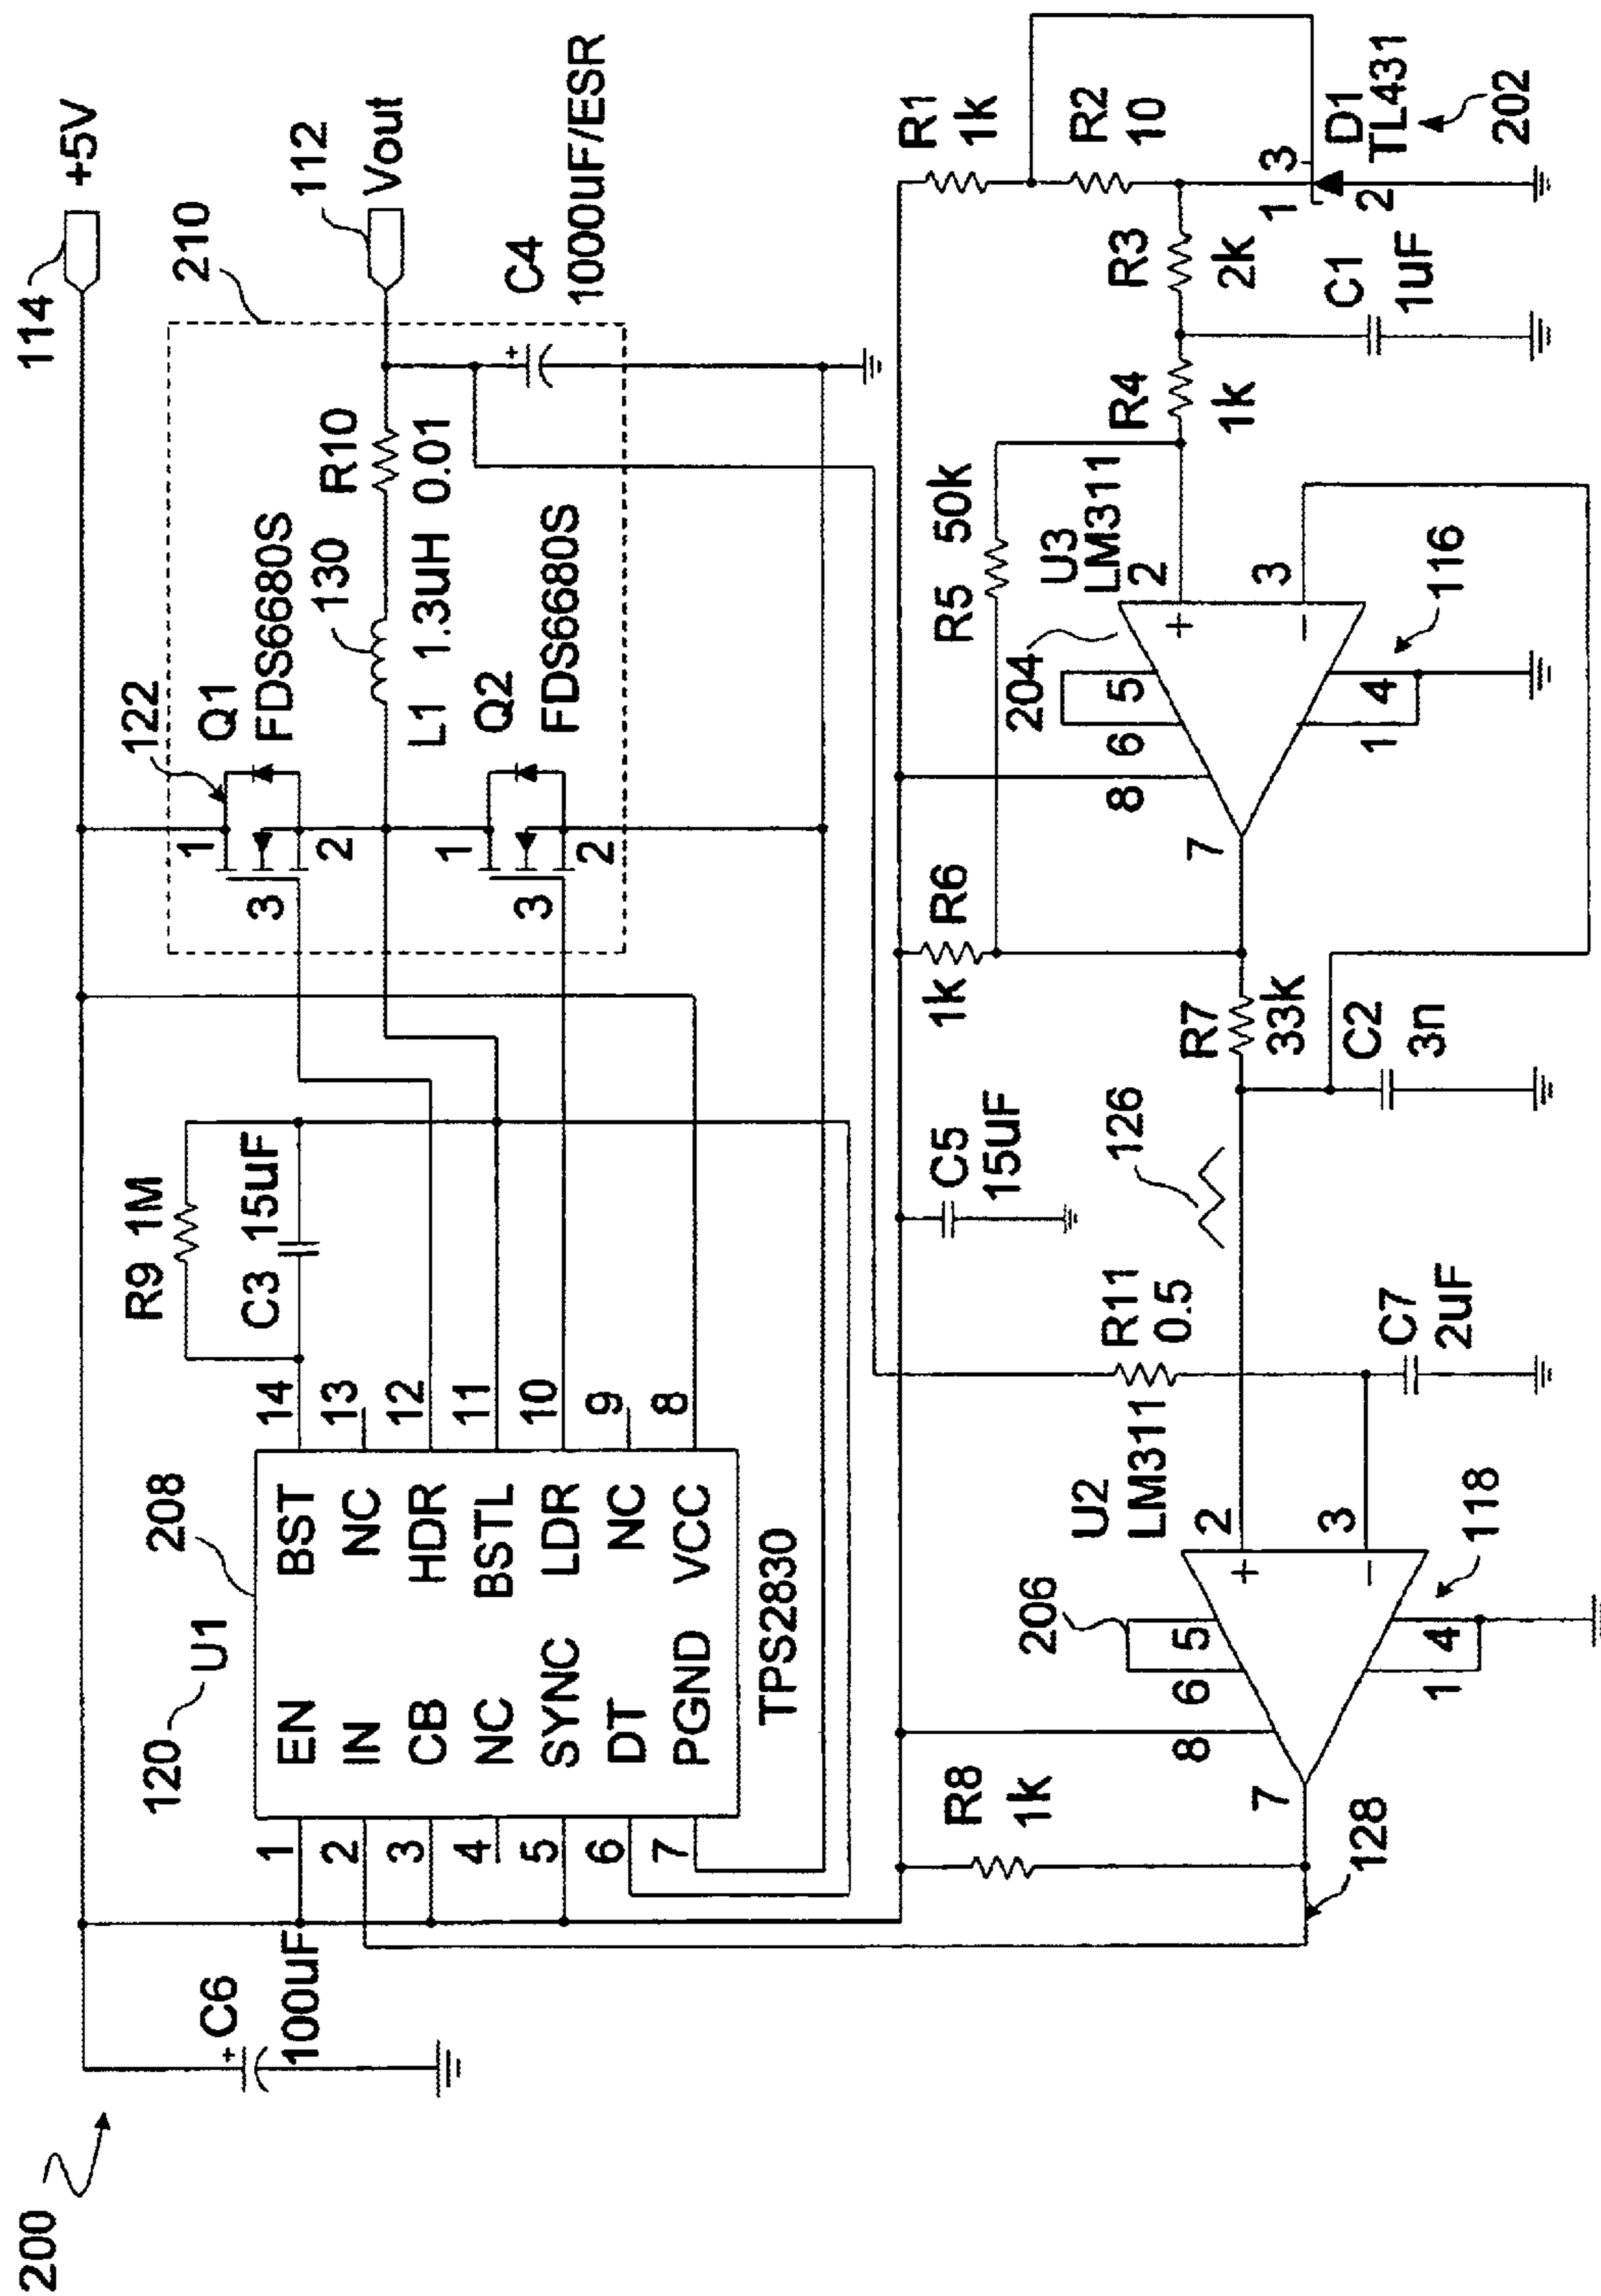 200
114
+5V
C6
+
100uF
120
U1
208
EN
IN
CB
NC
SYNC
DT
PGND
BST
NC
HDR
BSTL
LDR
NC
VCC
1
2
3
4
5
6
7
14
13
12
11
10
9
8
TPS2830
R9 1M
C3 15uF
122
Q1
FDS6680S
1
2
3
130
L1 1.3uH
R10
0.01
Q2
FDS6680S
1
2
3
210
112
Vout
C4
+
1000uF/ESR
R8
1k
128
U2
LM311
206
2
3
+
−
5
6
8
7
1
4
118
R11
0.5
C7
2uF
C5
15uF
126
R7
33k
C2
3n
R6
1k
R5 50k
U3
LM311
204
2
3
+
−
5
6
8
7
1
4
116
R4
1k
R3
2k
C1
1uF
R1
1k
R2
10
1
3
2
D1
TL431
202